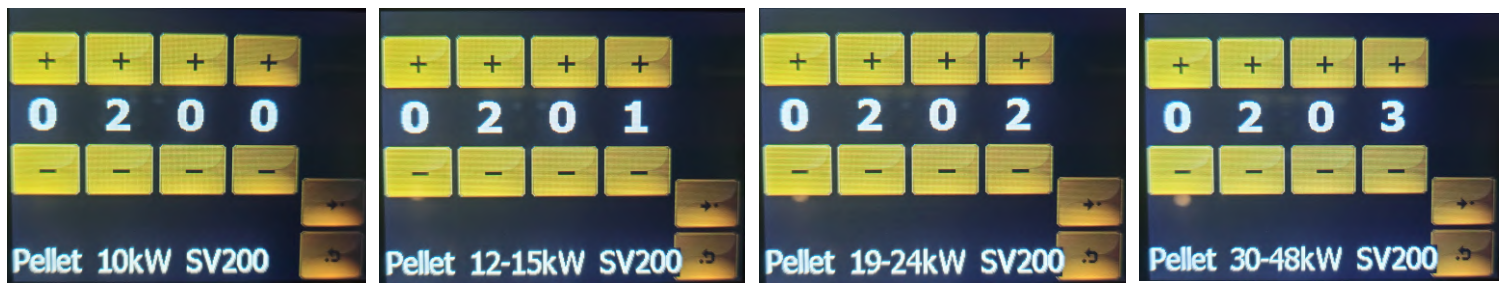 + + + +
0 2 0 0
- - - -
Pellet 10kW SV200
+ + + +
0 2 0 1
- - - -
Pellet 12-15kW SV200
+ + + +
0 2 0 2
- - - -
Pellet 19-24kW SV200
+ + + +
0 2 0 3
- - - -
Pellet 30-48kW SV200